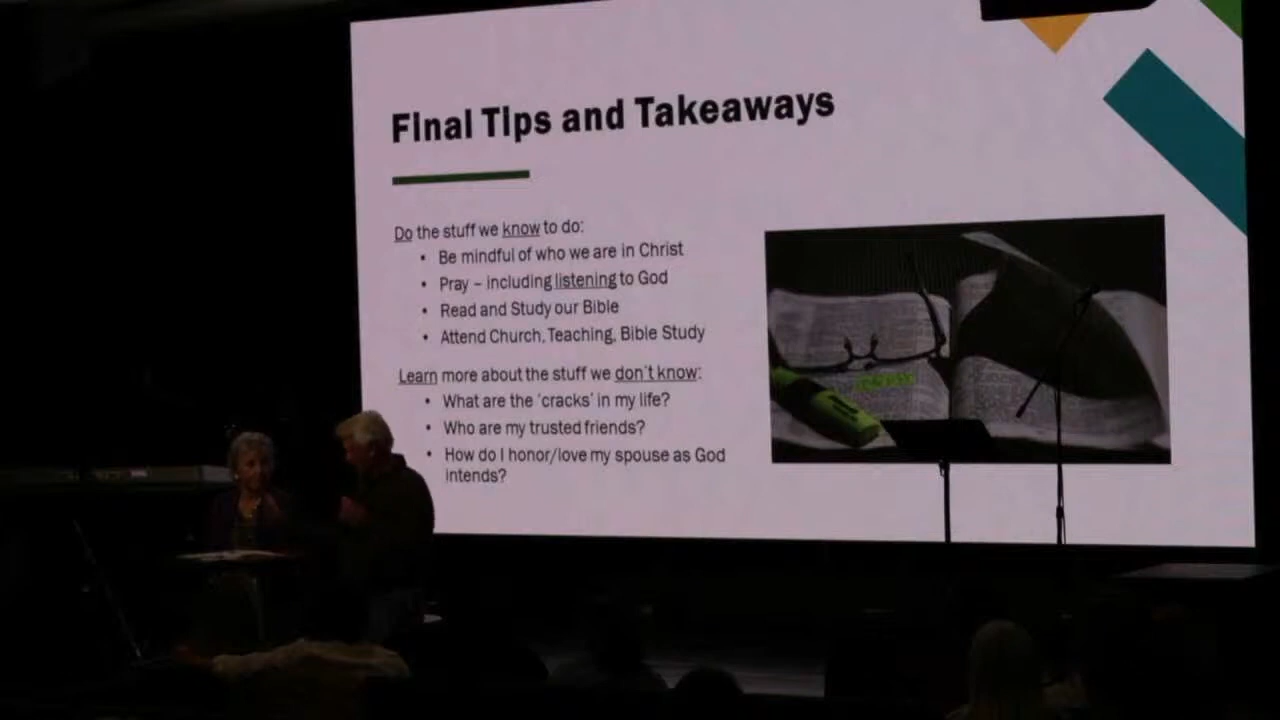 Final Tips and Takeaways
Do the stuff we know to do:
• Be mindful of who we are in Christ
• Pray – including listening to God
• Read and Study our Bible
• Attend Church, Teaching, Bible Study
Learn more about the stuff we don't know:
• What are the 'cracks' in my life?
• Who are my trusted friends?
• How do I honor/love my spouse as God
intends?